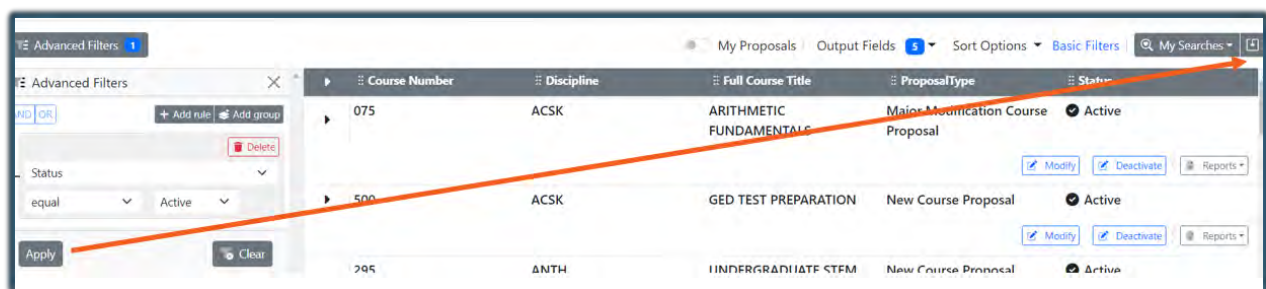 Advanced Filters 1
My Proposals Output Fields 5 Sort Options Basic Filters My Searches
Advanced Filters
AND OR + Add rule Add group
Delete
Status
equal Active
Apply Clear
Course Number Discipline Full Course Title ProposalType Status
075 ACSK ARITHMETIC FUNDAMENTALS Major Modification Course Proposal Active
Modify Deactivate Reports
500 ACSK GED TEST PREPARATION New Course Proposal Active
Modify Deactivate Reports
295 ANTH UNDERGRADUATE STEM New Course Proposal Active